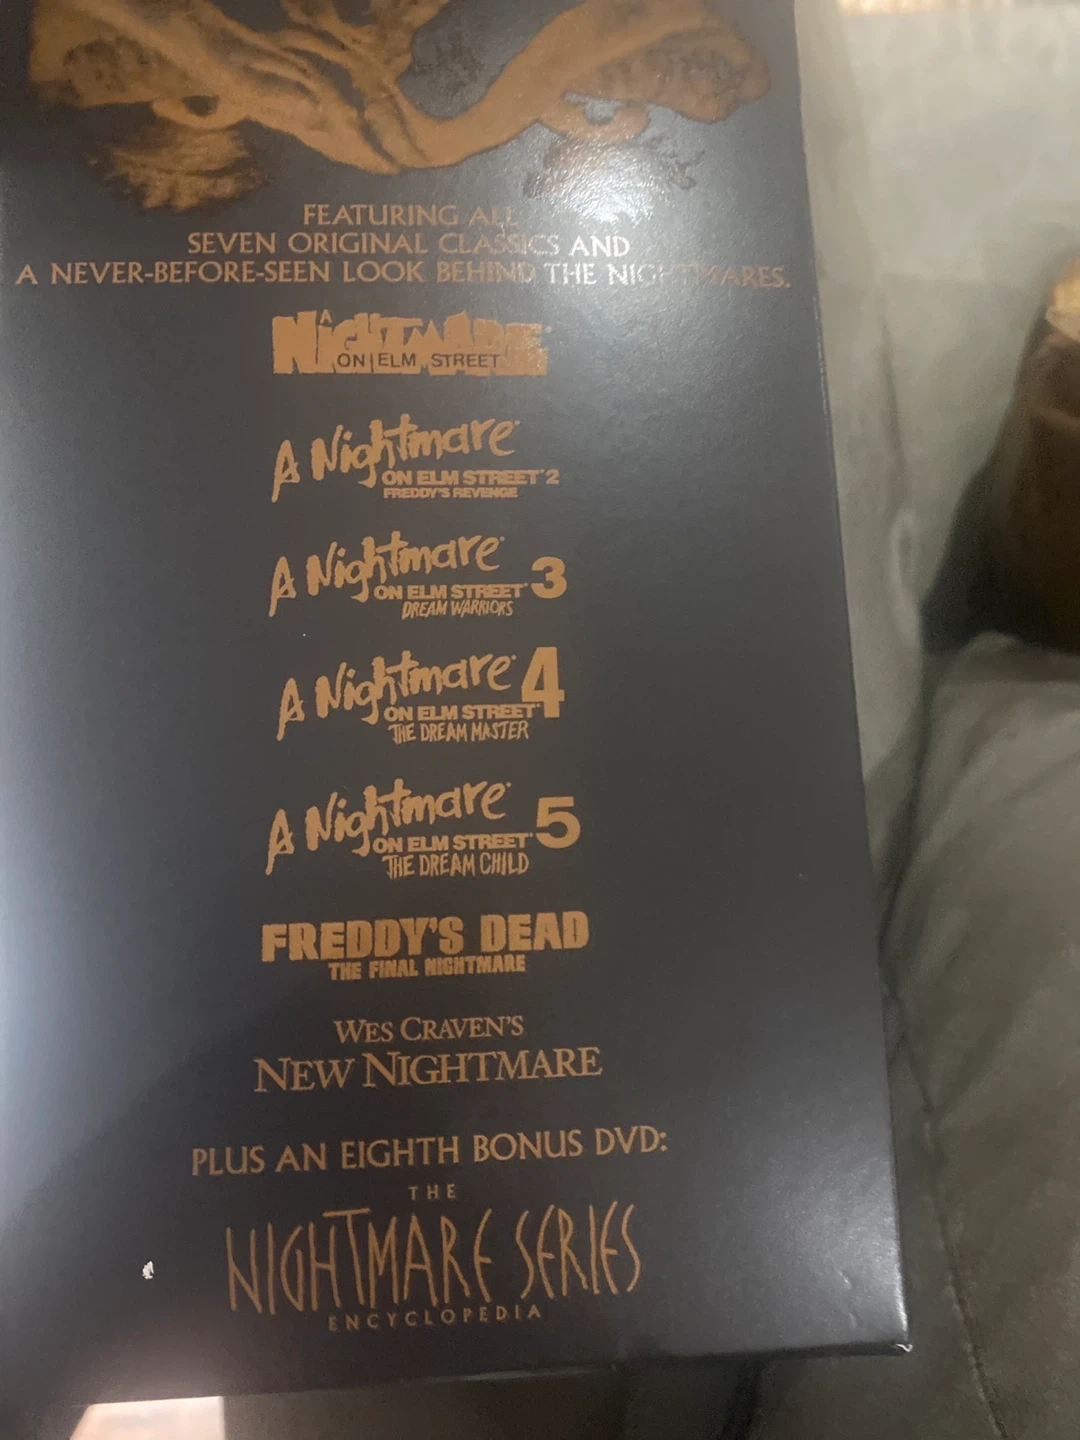 FEATURING ALL
SEVEN ORIGINAL CLASSICS AND
A NEVER-BEFORE-SEEN LOOK BEHIND THE NIGHTMARES.
A
NIGHTMARE
ON ELM STREET
A Nightmare
ON ELM STREET 2
FREDDY'S REVENGE
A Nightmare
ON ELM STREET 3
DREAM WARRIORS
A Nightmare
ON ELM STREET 4
THE DREAM MASTER
A Nightmare
ON ELM STREET 5
THE DREAM CHILD
FREDDY'S DEAD
THE FINAL NIGHTMARE
WES CRAVEN'S
NEW NIGHTMARE
PLUS AN EIGHTH BONUS DVD:
THE
NIGHTMARE SERIES
ENCYCLOPEDIA